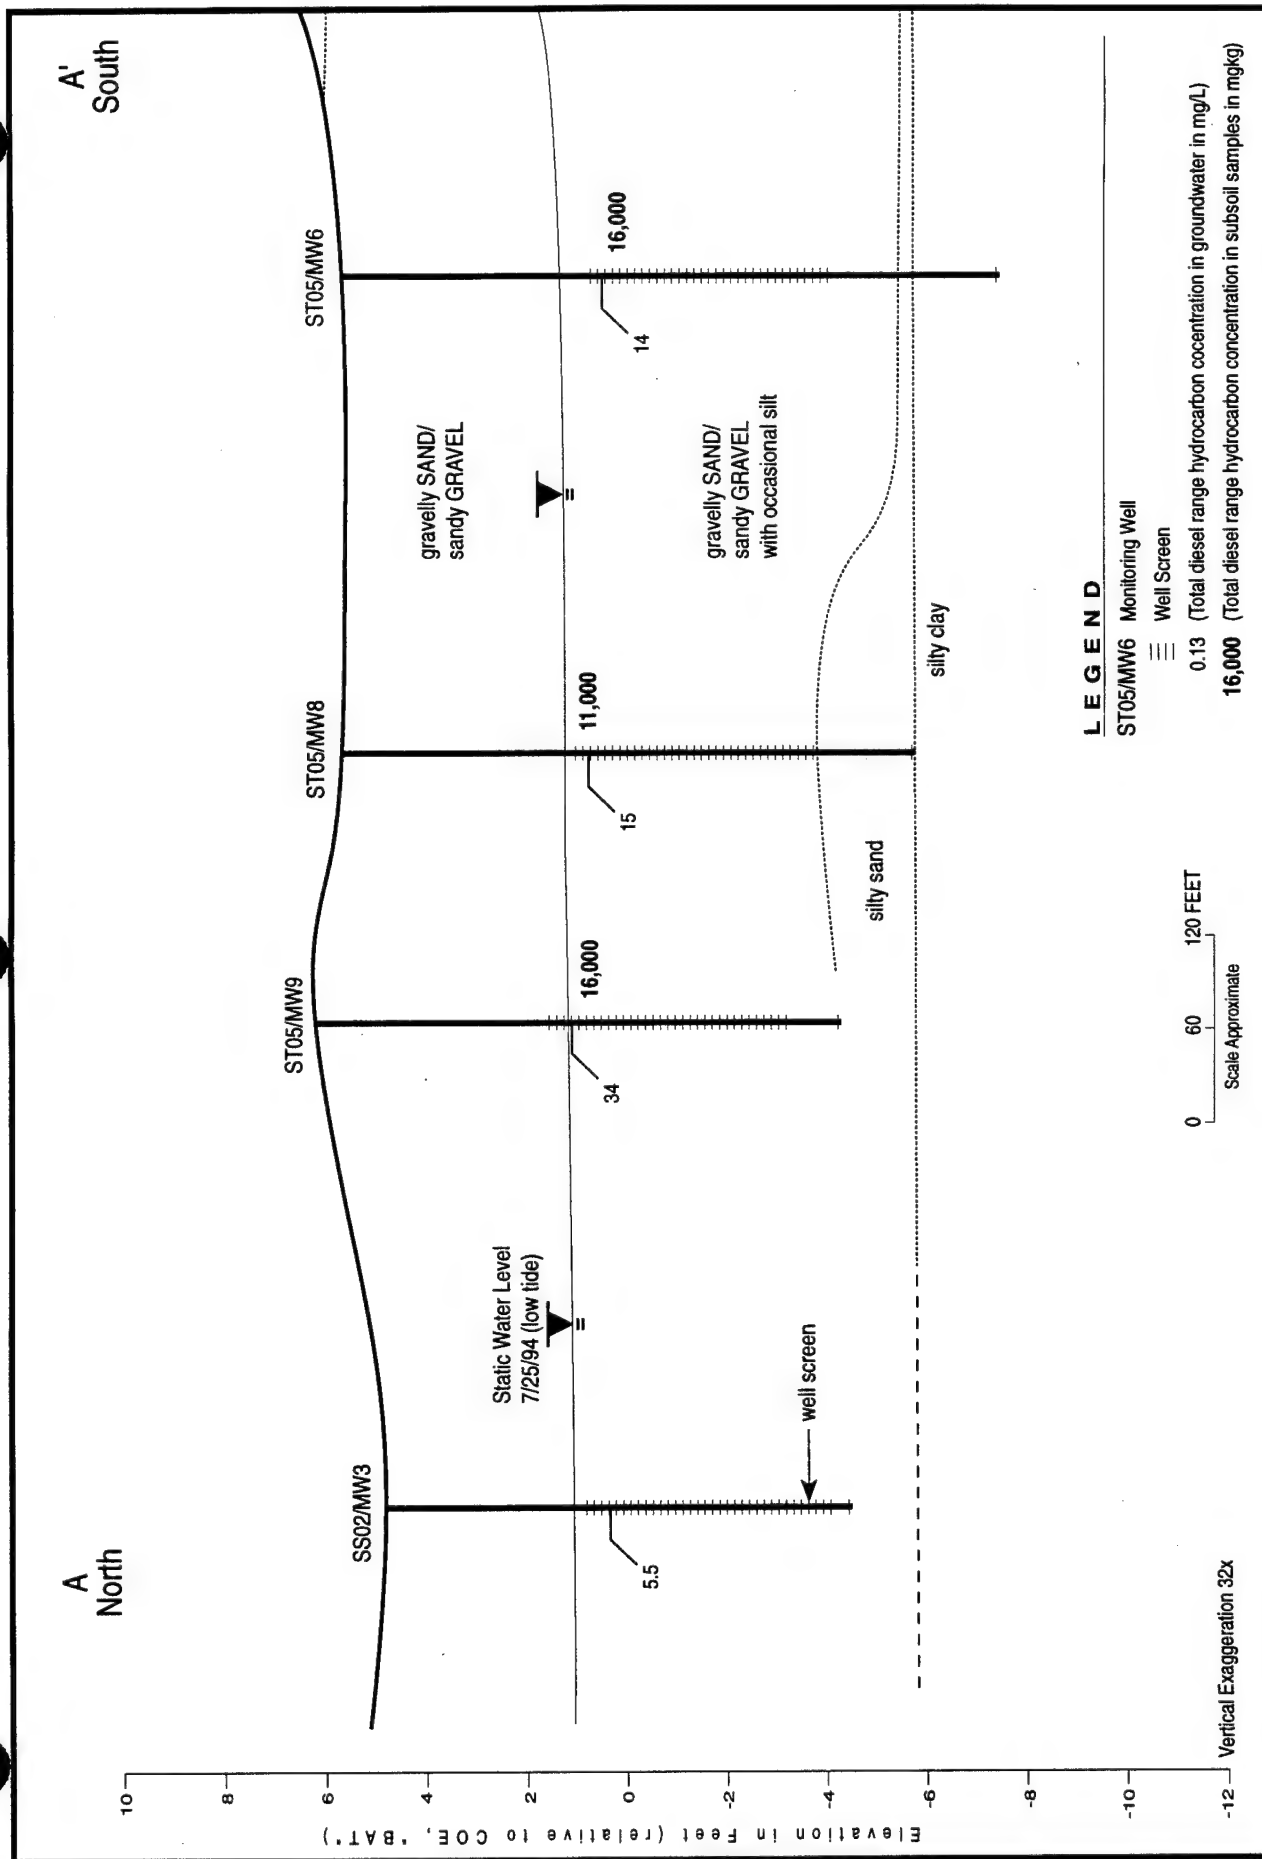 A
North
A'
South
SS02/MW3
ST05/MW9
ST05/MW8
ST05/MW6
Static Water Level
7/25/94 (low tide)
gravelly SAND/
sandy GRAVEL
16,000
11,000
16,000
34
15
14
5.5
well screen
gravelly SAND/
sandy GRAVEL
with occasional silt
silty sand
silty clay
10
8
6
4
2
0
-2
-4
-6
-8
-10
-12
Elevation in Feet (relative to COE, "BAT")
LEGEND
ST05/MW6 Monitoring Well
Well Screen
0.13 (Total diesel range hydrocarbon cocentration in groundwater in mg/L)
16,000 (Total diesel range hydrocarbon concentration in subsoil samples in mgkg)
0 60 120 FEET
Scale Approximate
Vertical Exaggeration 32x